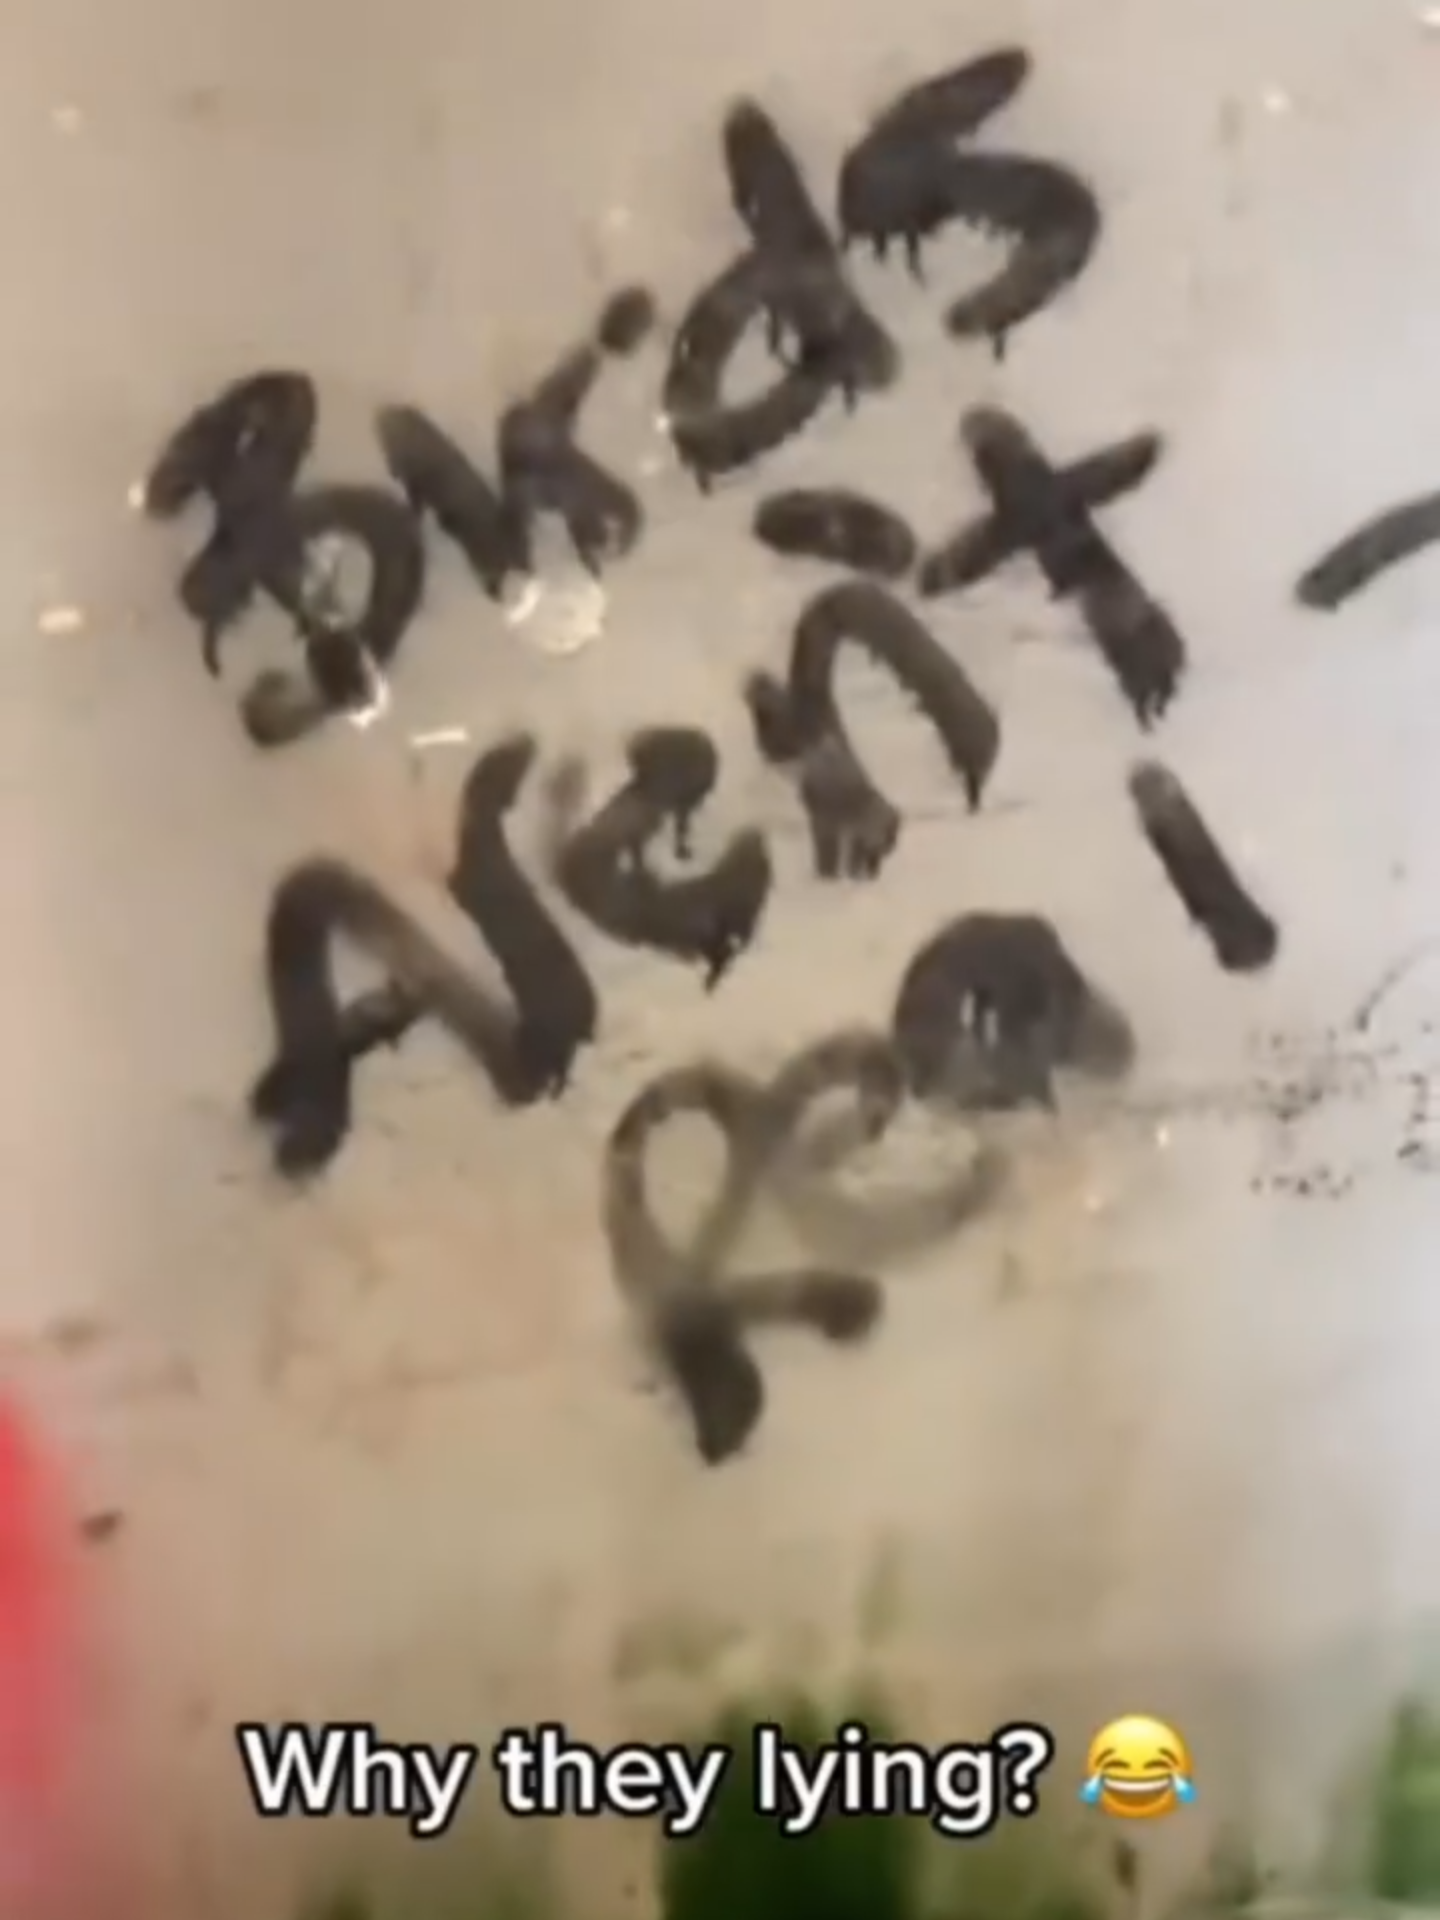 Birds
Aren't
Real
Why they lying? 😂